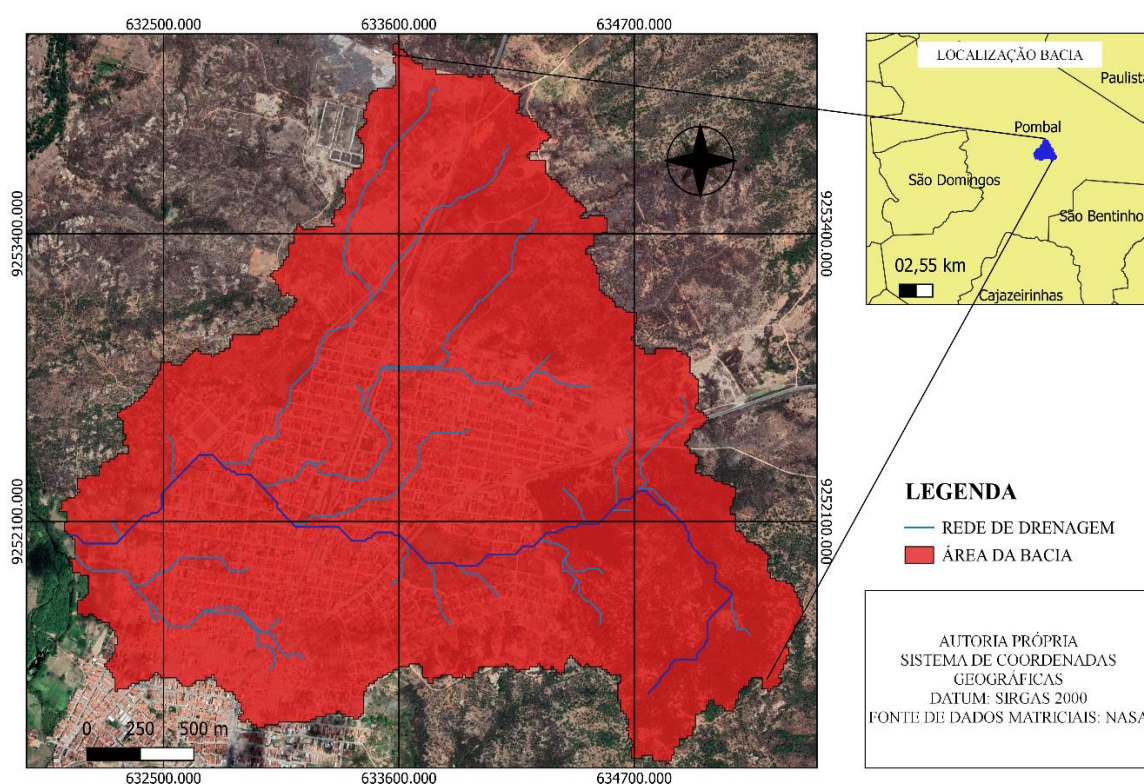 632500.000 633600.000 634700.000
9253400.000 9253400.000
9252100.000 9252100.000
0 250 500 m
632500.000 633600.000 634700.000
LOCALIZAÇÃO BACIA
Paulista
Pombal
São Domingos
São Bentinho
02,55 km
Cajazeirinhas
LEGENDA
REDE DE DRENAGEM
ÁREA DA BACIA
AUTORIA PRÓPRIA
SISTEMA DE COORDENADAS
GEOGRÁFICAS
DATUM: SIRGAS 2000
FONTE DE DADOS MATRICIAIS: NASA